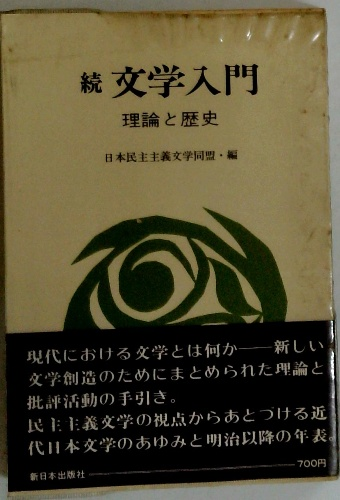 続 文学入門
理論と歴史
日本民主主義文学同盟・編
現代における文学とは何か──新しい
文学創造のためにまとめられた理論と
批評活動の手引き。
民主主義文学の視点からあとづける近
代日本文学のあゆみと明治以降の年表。
新日本出版社 700円